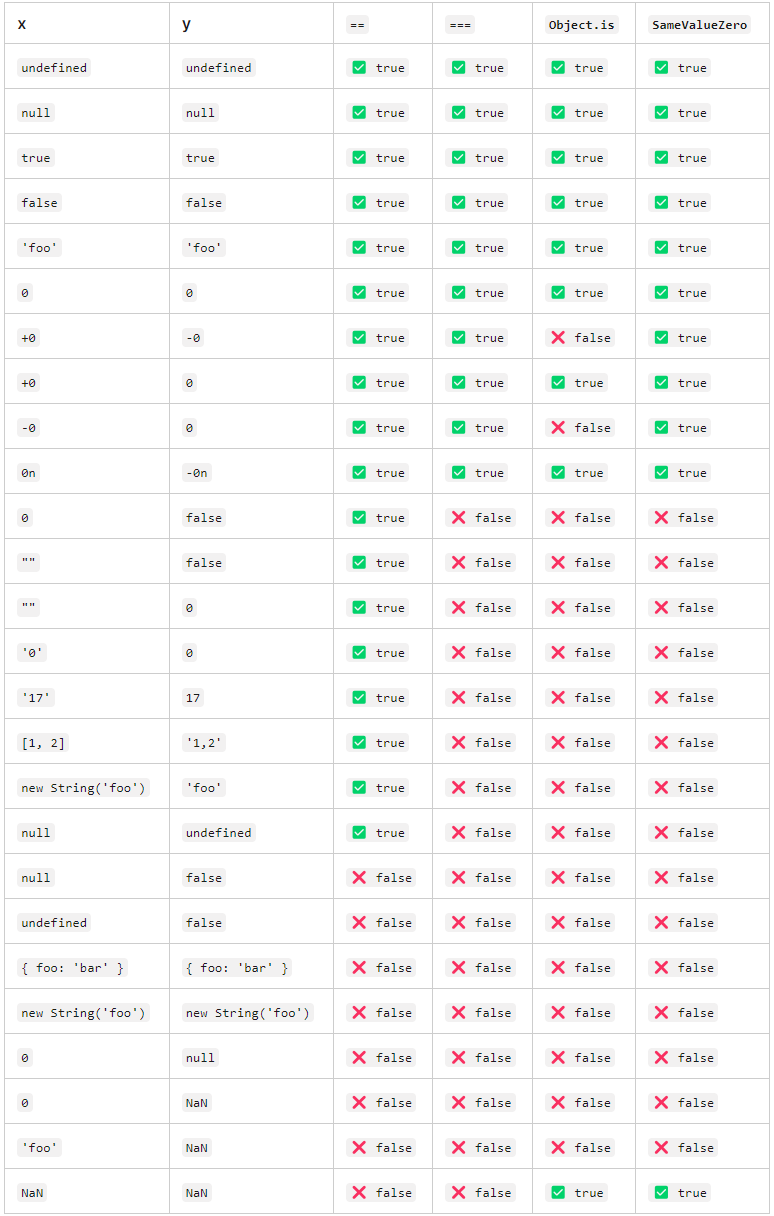 x y == === Object.is SameValueZero
undefined undefined ✅ true ✅ true ✅ true ✅ true
null null ✅ true ✅ true ✅ true ✅ true
true true ✅ true ✅ true ✅ true ✅ true
false false ✅ true ✅ true ✅ true ✅ true
'foo' 'foo' ✅ true ✅ true ✅ true ✅ true
0 0 ✅ true ✅ true ✅ true ✅ true
+0 -0 ✅ true ✅ true ❌ false ✅ true
+0 0 ✅ true ✅ true ✅ true ✅ true
-0 0 ✅ true ✅ true ❌ false ✅ true
0n -0n ✅ true ✅ true ✅ true ✅ true
0 false ✅ true ❌ false ❌ false ❌ false
"" false ✅ true ❌ false ❌ false ❌ false
"" 0 ✅ true ❌ false ❌ false ❌ false
'0' 0 ✅ true ❌ false ❌ false ❌ false
'17' 17 ✅ true ❌ false ❌ false ❌ false
[1, 2] '1,2' ✅ true ❌ false ❌ false ❌ false
new String('foo') 'foo' ✅ true ❌ false ❌ false ❌ false
null undefined ✅ true ❌ false ❌ false ❌ false
null false ❌ false ❌ false ❌ false ❌ false
undefined false ❌ false ❌ false ❌ false ❌ false
{ foo: 'bar' } { foo: 'bar' } ❌ false ❌ false ❌ false ❌ false
new String('foo') new String('foo') ❌ false ❌ false ❌ false ❌ false
0 null ❌ false ❌ false ❌ false ❌ false
0 NaN ❌ false ❌ false ❌ false ❌ false
'foo' NaN ❌ false ❌ false ❌ false ❌ false
NaN NaN ❌ false ❌ false ✅ true ✅ true